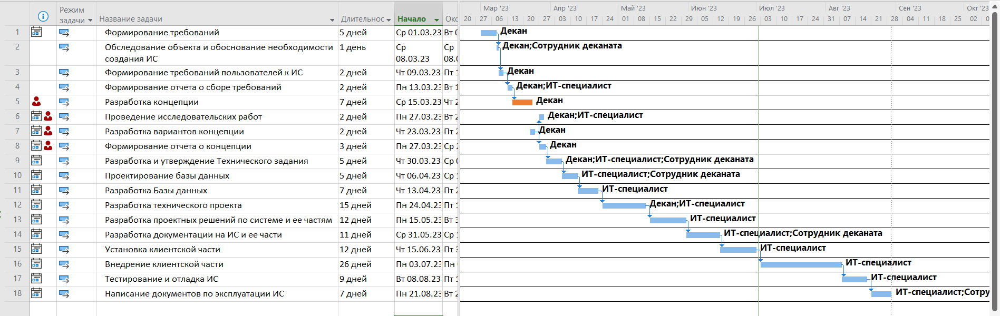 Режим задачи
Название задачи
Длительнос
Начало
Око
Мар '23 Апр '23 Май '23 Июн '23 Июл '23 Авг '23 Сен '23 Окт '23
20 27 06 13 20 27 03 10 17 24 01 08 15 22 29 05 12 19 26 03 10 17 24 31 07 14 21 28 04 11 18 25 02 0
1 Формирование требований 5 дней Ср 01.03.23 Вт 0 Декан
2 Обследование объекта и обоснование необходимости 1 день Ср Ср Декан;Сотрудник деканата
создания ИС 08.03.23 08.0
3 Формирование требований пользователей к ИС 2 дней Чт 09.03.23 Пт 1 Декан
4 Формирование отчета о сборе требований 2 дней Пн 13.03.23 Вт 1 Декан;ИТ-специалист
5 Разработка концепции 7 дней Ср 15.03.23 Чт 2 Декан
6 Проведение исследовательских работ 2 дней Пн 27.03.23 Вт 2 Декан;ИТ-специалист
7 Разработка вариантов концепции 2 дней Чт 23.03.23 Пт 2 Декан
8 Формирование отчета о концепции 3 дней Пн 27.03.23 Ср 2 Декан
9 Разработка и утверждение Технического задания 5 дней Чт 30.03.23 Ср 0 Декан;ИТ-специалист;Сотрудник деканата
10 Проектирование базы данных 5 дней Чт 06.04.23 Ср 1 ИТ-специалист;Сотрудник деканата
11 Разработка Базы данных 7 дней Чт 13.04.23 Пт 2 ИТ-специалист
12 Разработка технического проекта 15 дней Пн 24.04.23 Пт 1 Декан;ИТ-специалист
13 Разработка проектных решений по системе и ее частям 12 дней Пн 15.05.23 Вт 3 ИТ-специалист
14 Разработка документации на ИС и ее части 11 дней Ср 31.05.23 Ср 1 ИТ-специалист;Сотрудник деканата
15 Установка клиентской части 12 дней Чт 15.06.23 Пт 3 ИТ-специалист
16 Внедрение клиентской части 26 дней Пн 03.07.23 Пн ИТ-специалист
17 Тестирование и отладка ИС 9 дней Вт 08.08.23 Пт 1 ИТ-специалист
18 Написание документов по эксплуатации ИС 7 дней Пн 21.08.23 Вт 2 ИТ-специалист;Сотру